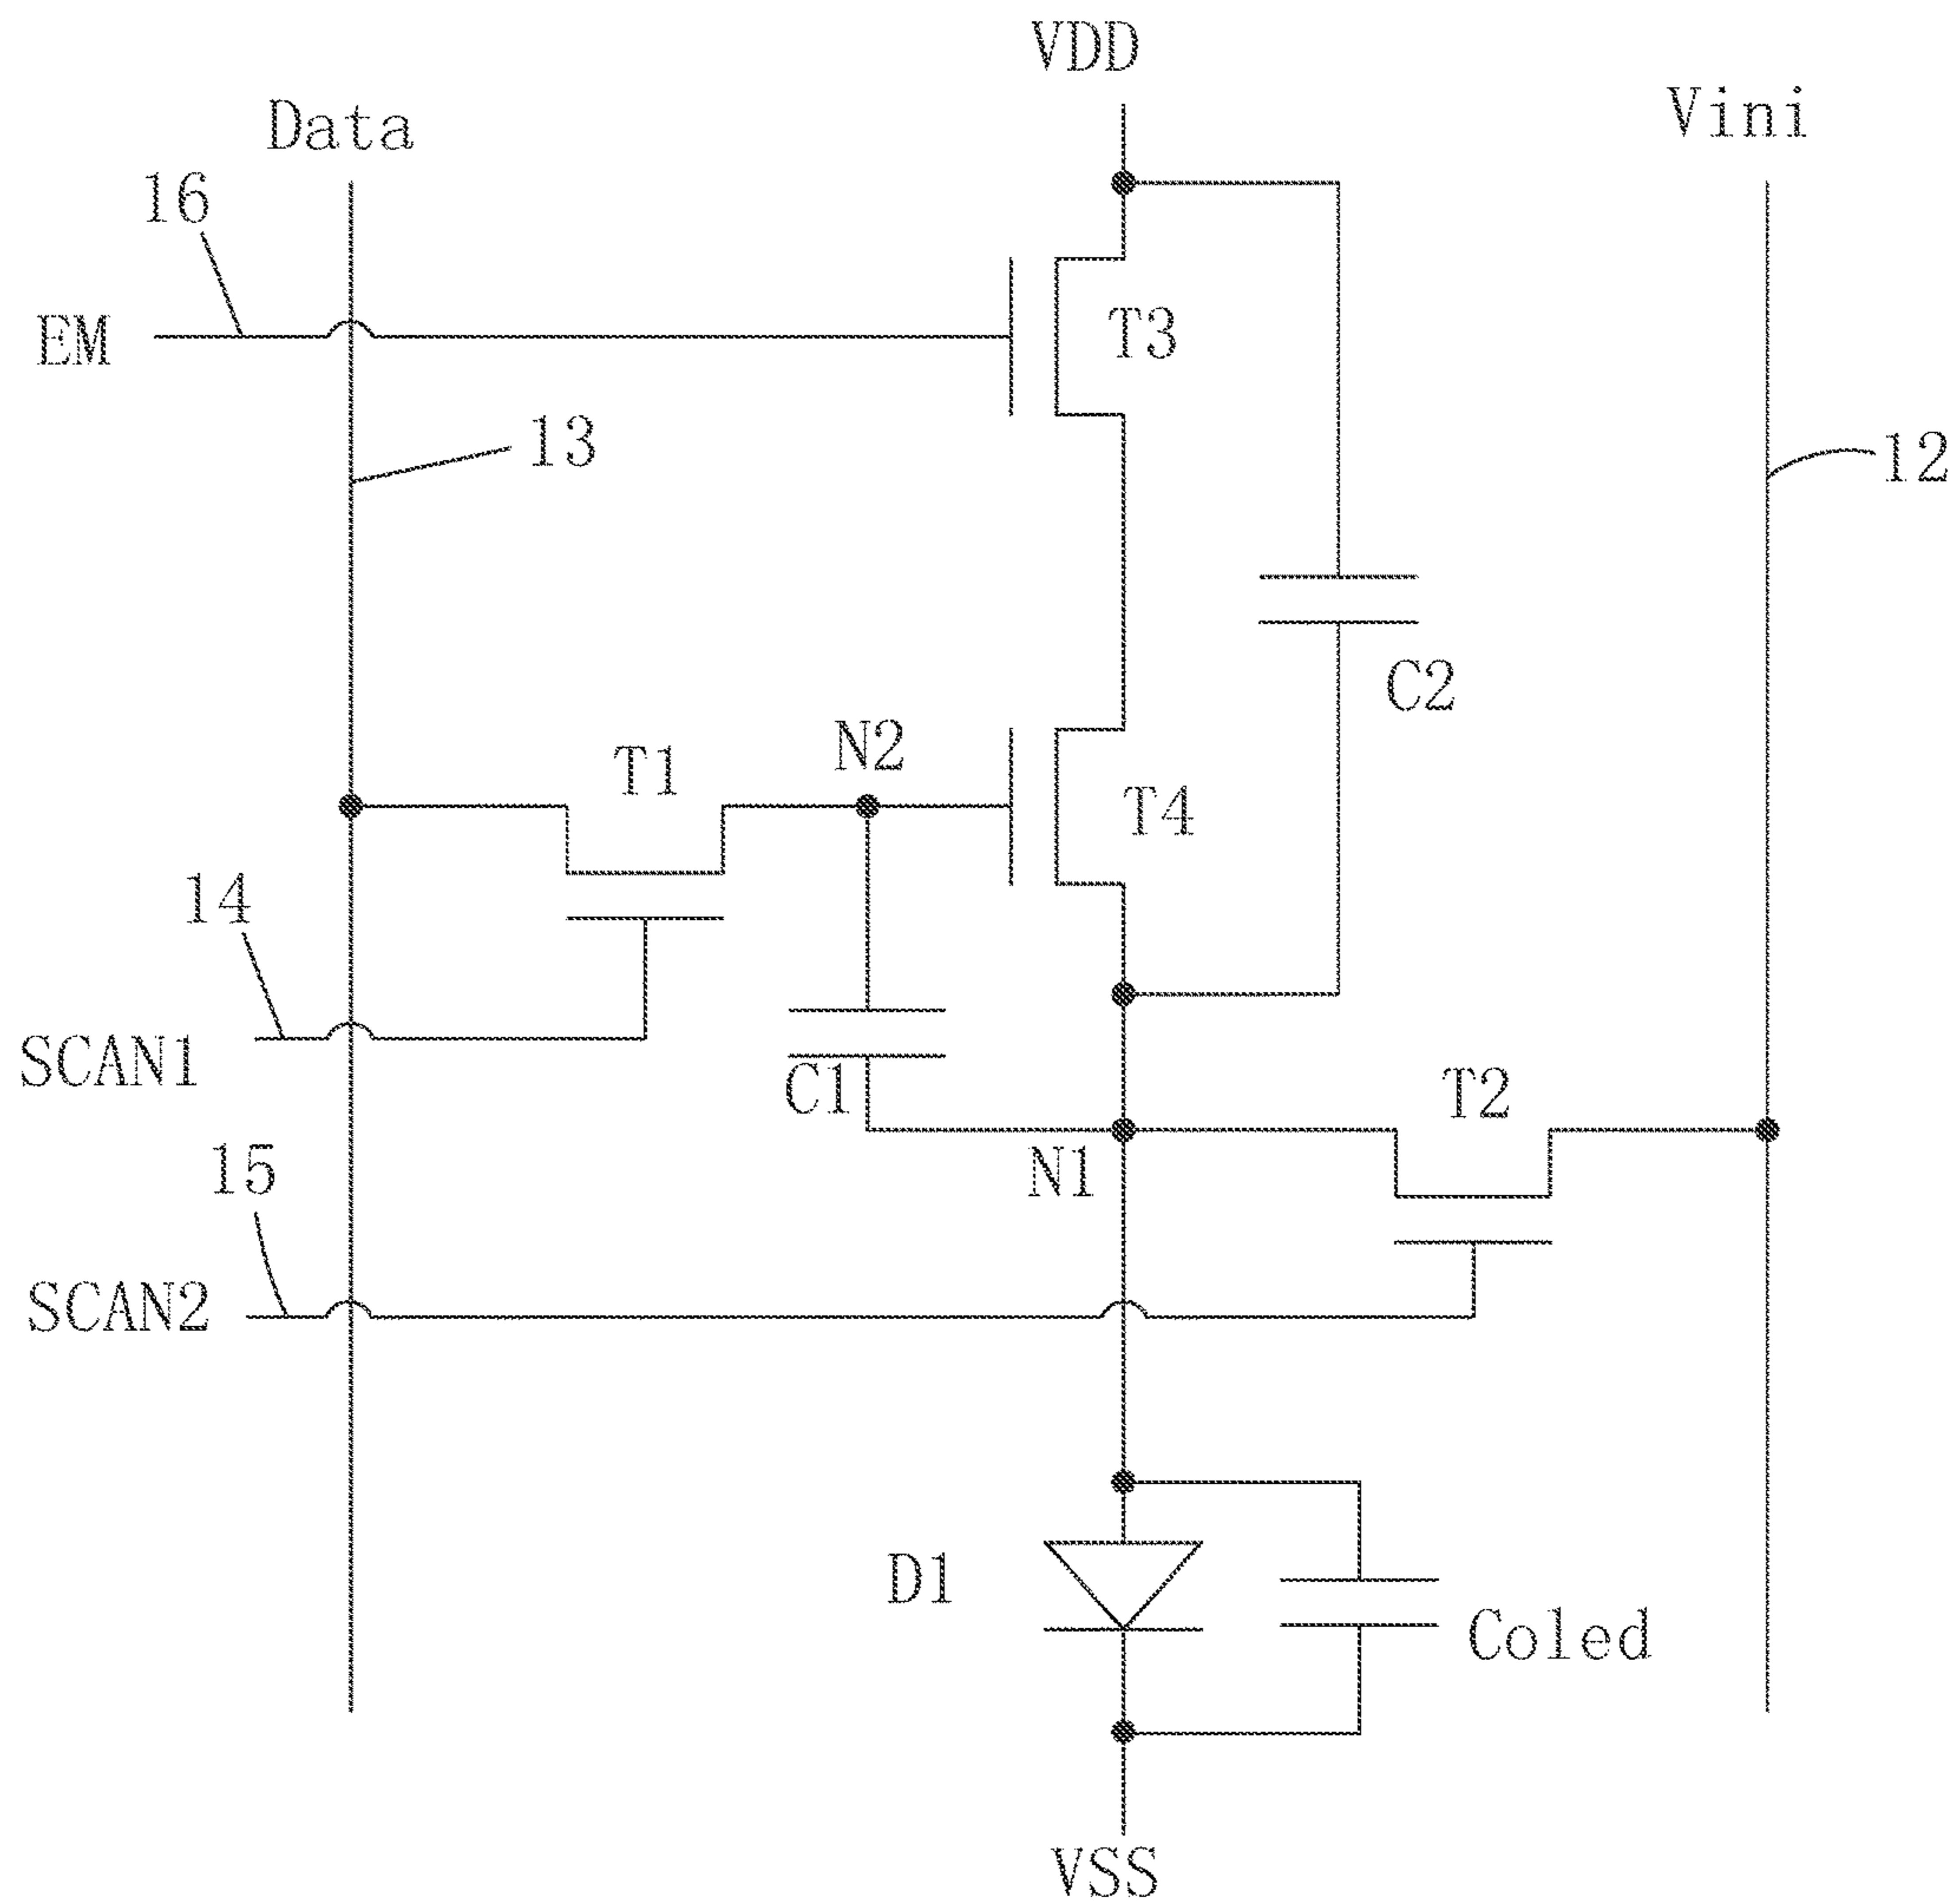 VDD
Data
Vini
16
EM
T3
13
12
C2
N2
T1
T4
14
SCAN1
C1
T2
N1
15
SCAN2
D1
Coled
VSS